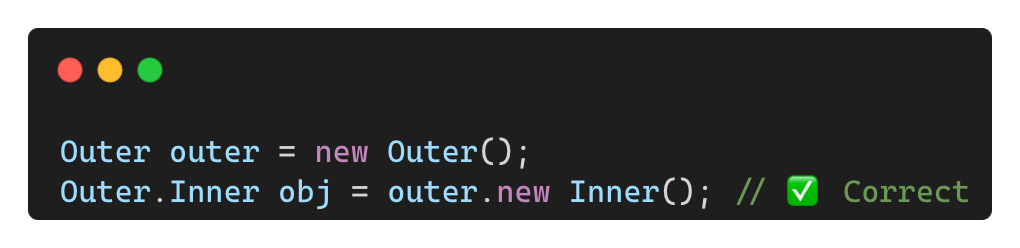 Outer outer = new Outer();
Outer.Inner obj = outer.new Inner(); // ✅ Correct